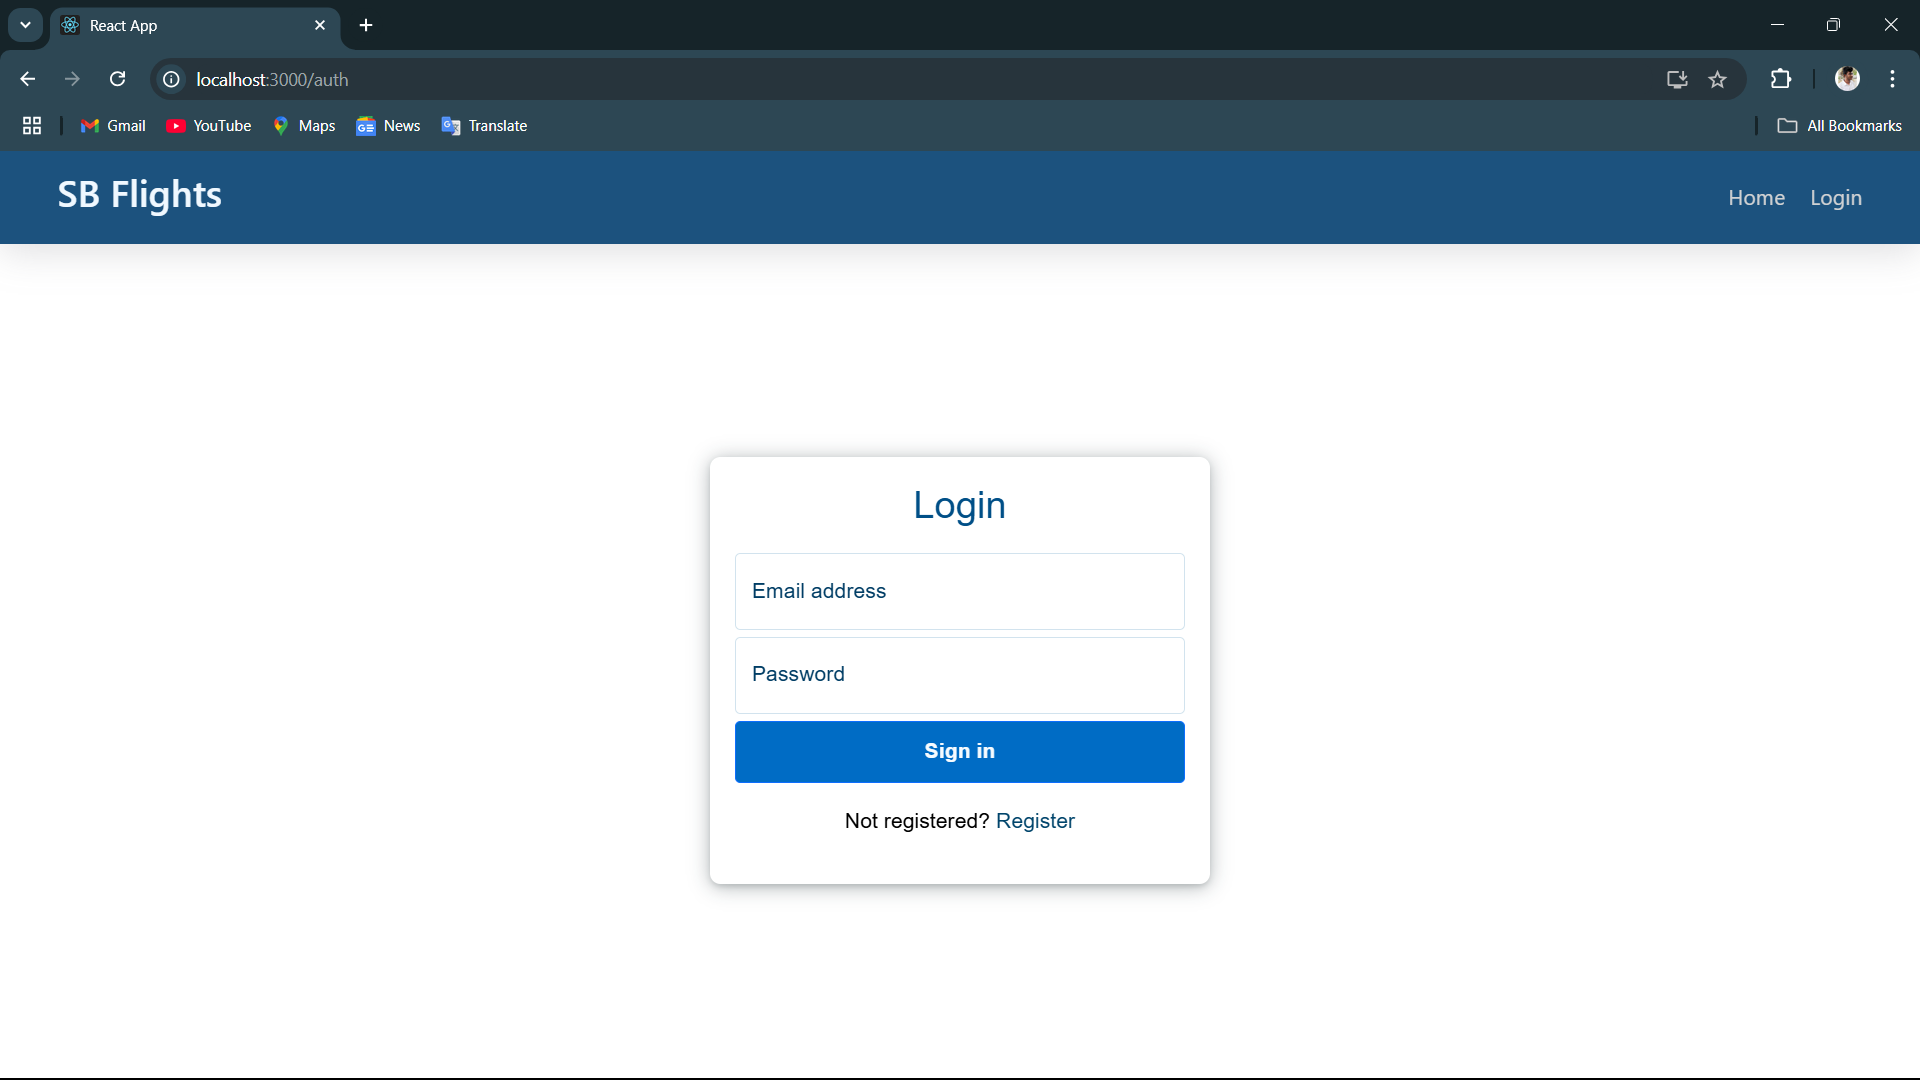 React App
localhost:3000/auth
Gmail YouTube Maps News Translate All Bookmarks
SB Flights Home Login
Login
Email address
Password
Sign in
Not registered? Register